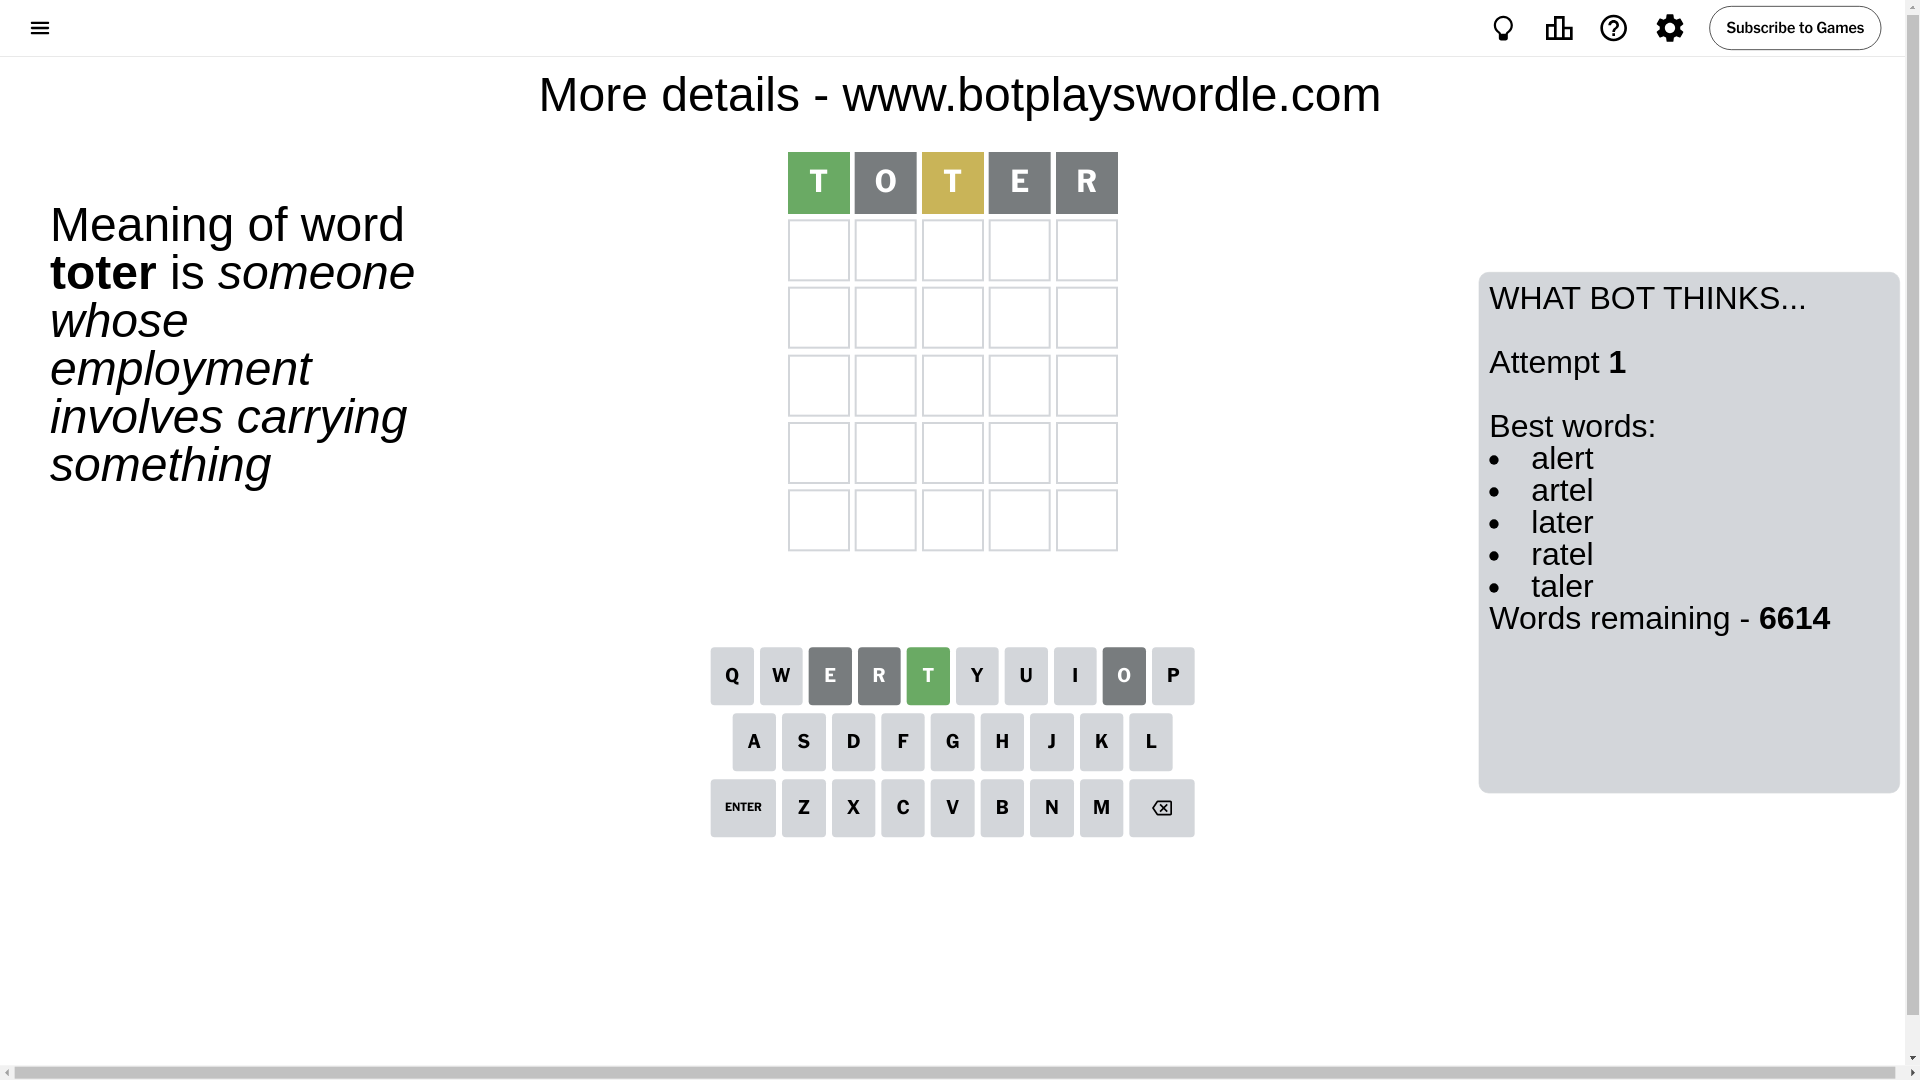 Subscribe to Games
More details - www.botplayswordle.com
Meaning of word
toter is someone
whose
employment
involves carrying
something
T O T E R
WHAT BOT THINKS...
Attempt 1
Best words:
• alert
• artel
• later
• ratel
• taler
Words remaining - 6614
Q W E R T Y U I O P
A S D F G H J K L
ENTER Z X C V B N M